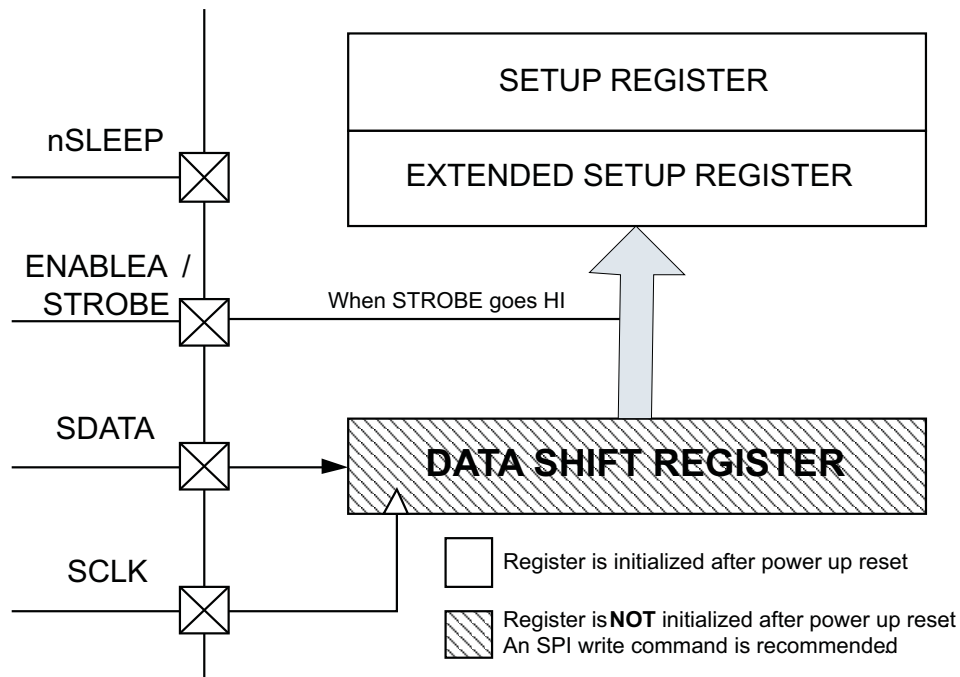 SETUP REGISTER
nSLEEP
EXTENDED SETUP REGISTER
ENABLEA /
STROBE
When STROBE goes HI
SDATA
DATA SHIFT REGISTER
SCLK
Register is initialized after power up reset
Register is NOT initialized after power up reset
An SPI write command is recommended.